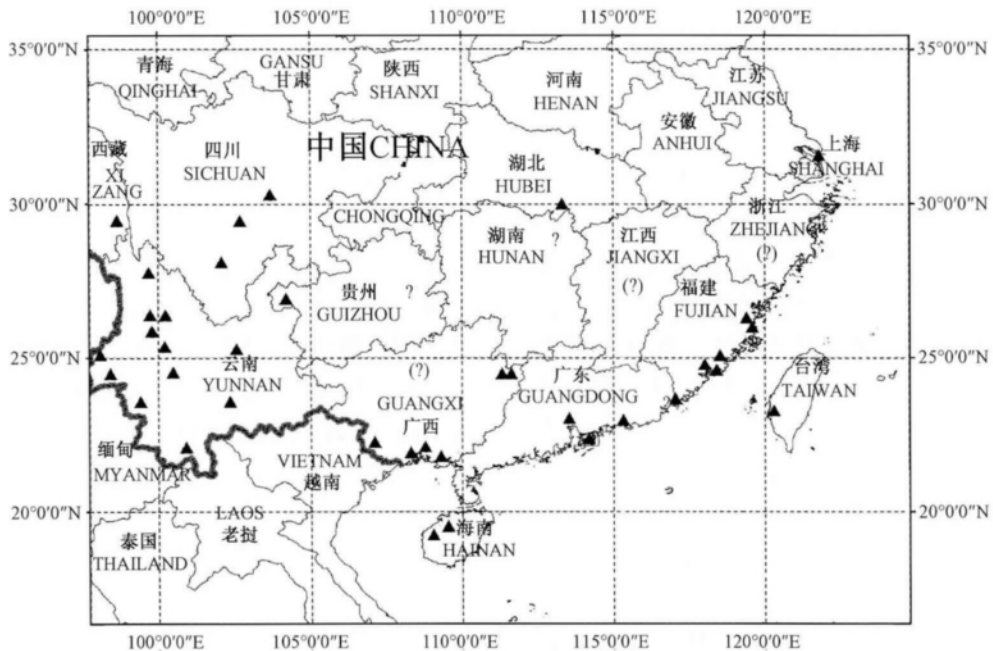 100°0'0"E 105°0'0"E 110°0'0"E 115°0'0"E 120°0'0"E
35°0'0"N
35°0'0"N
青海
QINGHAI
GANSU
甘肃
陕西
SHANXI
河南
HENAN
江苏
JIANGSU
安徽
ANHUI
上海
SHANGHAI
西藏
XI
ZANG
四川
SICHUAN
中国CHINA
湖北
HUBEI
30°0'0"N
30°0'0"N
CHONGQING
浙江
ZHEJIANG
(?)
湖南
HUNAN
?
江西
JIANGXI
(?)
贵州
GUIZHOU
?
福建
FUJIAN
25°0'0"N
25°0'0"N
云南
YUNNAN
(?)
GUANGXI
广西
广东
GUANGDONG
台湾
TAIWAN
缅甸
MYANMAR
VIETNAM
越南
20°0'0"N
20°0'0"N
LAOS
老挝
泰国
THAILAND
海南
HAINAN
100°0'0"E 105°0'0"E 110°0'0"E 115°0'0"E 120°0'0"E